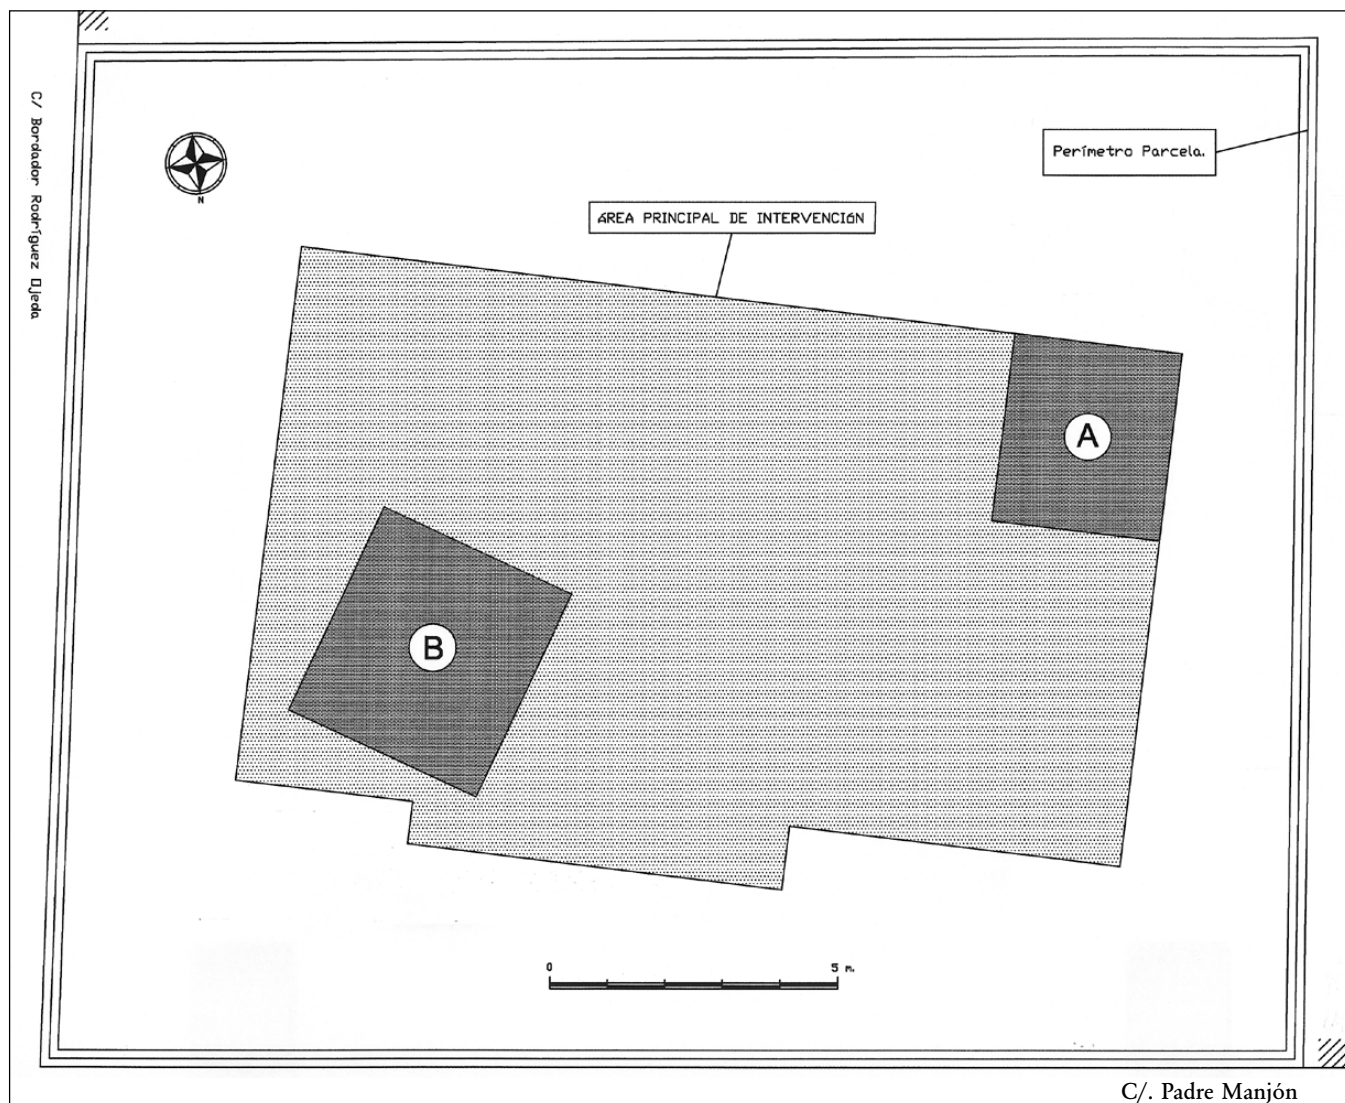 C/ Bordador Rodríguez Ojeda
Perímetro Parcela.
ÁREA PRINCIPAL DE INTERVENCIÓN
N
A
B
0 5 m.
C/. Padre Manjón